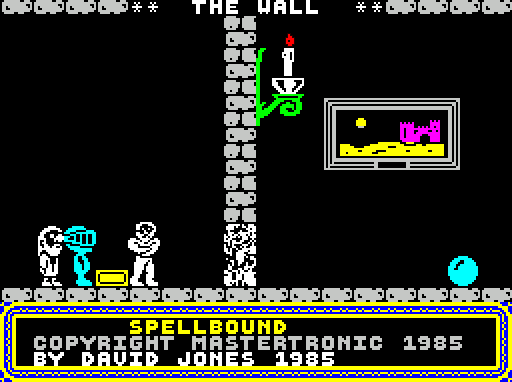 ** THE WALL **
SPELLBOUND
COPYRIGHT MASTERTRONIC 1985
BY DAVID JONES 1985